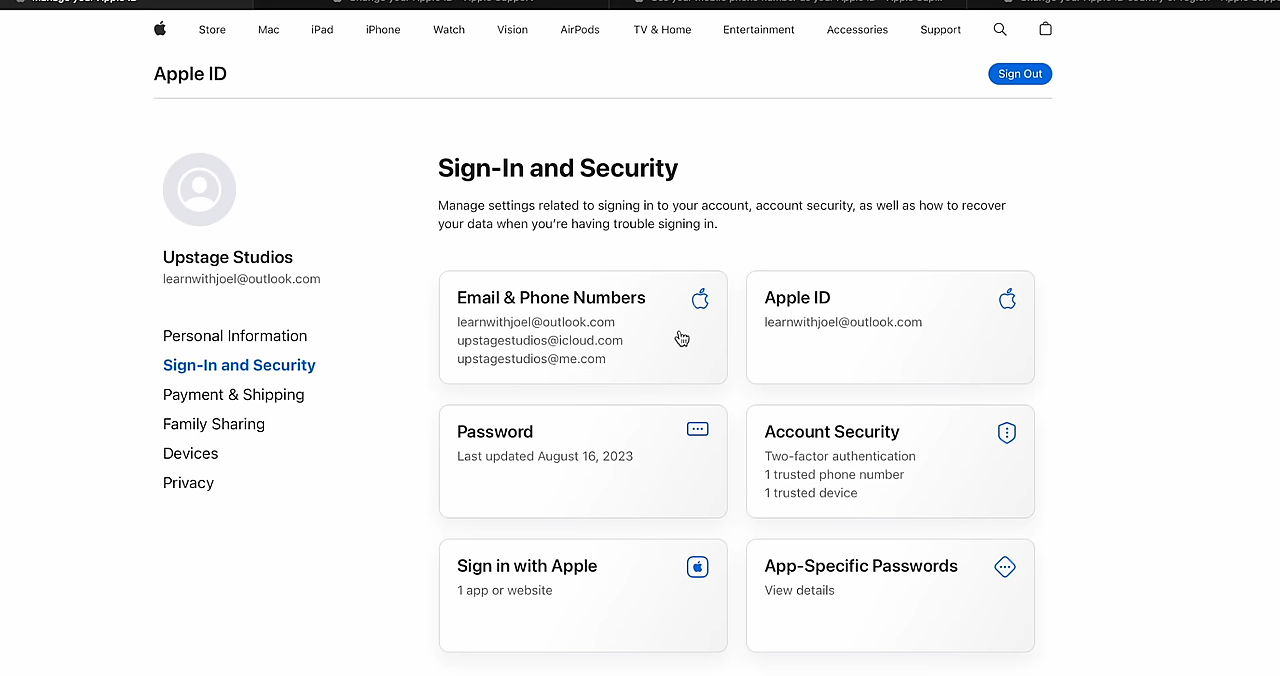 Store Mac iPad iPhone Watch Vision AirPods TV & Home Entertainment Accessories Support
Apple ID
Sign Out
Upstage Studios
learnwithjoel@outlook.com
Personal Information
Sign-In and Security
Payment & Shipping
Family Sharing
Devices
Privacy
Sign-In and Security
Manage settings related to signing in to your account, account security, as well as how to recover
your data when you’re having trouble signing in.
Email & Phone Numbers
learnwithjoel@outlook.com
upstagestudios@icloud.com
upstagestudios@me.com
Apple ID
learnwithjoel@outlook.com
Password
Last updated August 16, 2023
Account Security
Two-factor authentication
1 trusted phone number
1 trusted device
Sign in with Apple
1 app or website
App-Specific Passwords
View details